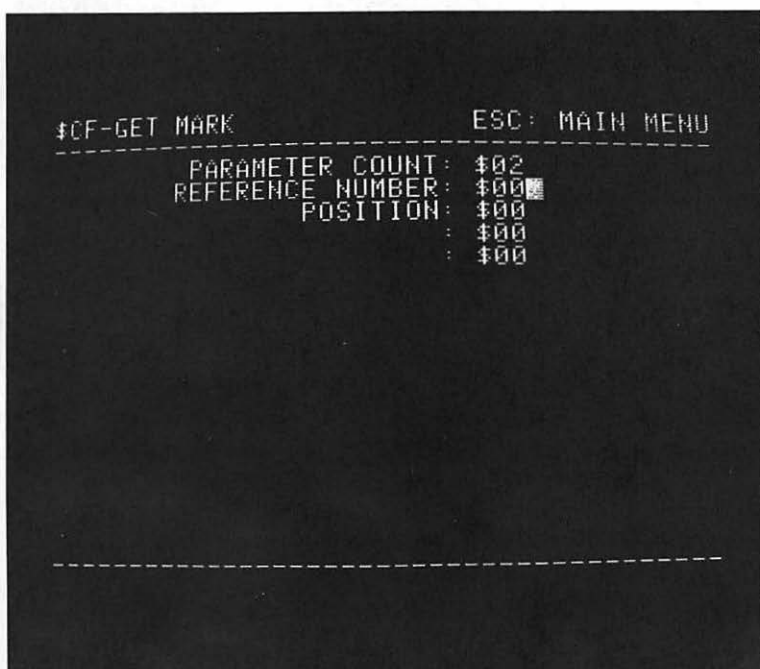 $CF-GET MARK ESC: MAIN MENU
PARAMETER COUNT: $02
REFERENCE NUMBER: $00
POSITION: $00
: $00
: $00